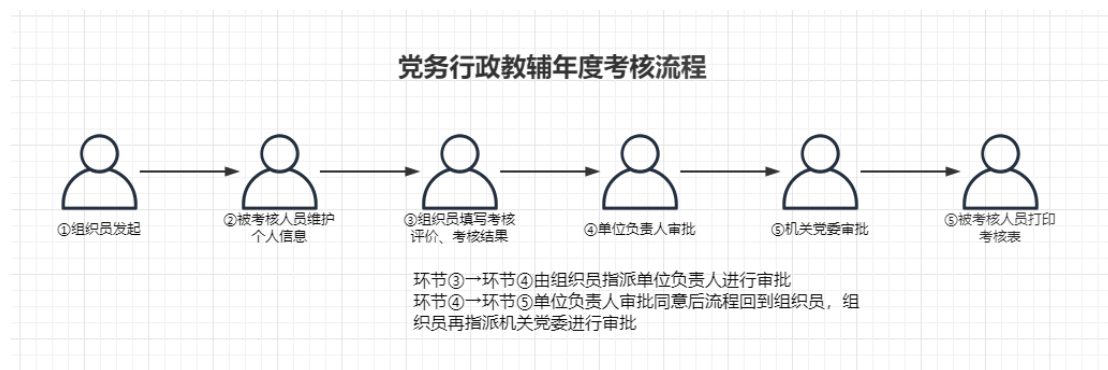 党务行政教辅年度考核流程
①组织员发起
②被考核人员维护
个人信息
③组织员填写考核
评价、考核结果
④单位负责人审批
⑤机关党委审批
⑤被考核人员打印
考核表
环节③→环节④由组织员指派单位负责人进行审批
环节④→环节⑤单位负责人审批同意后流程回到组织员，组
织员再指派机关党委进行审批